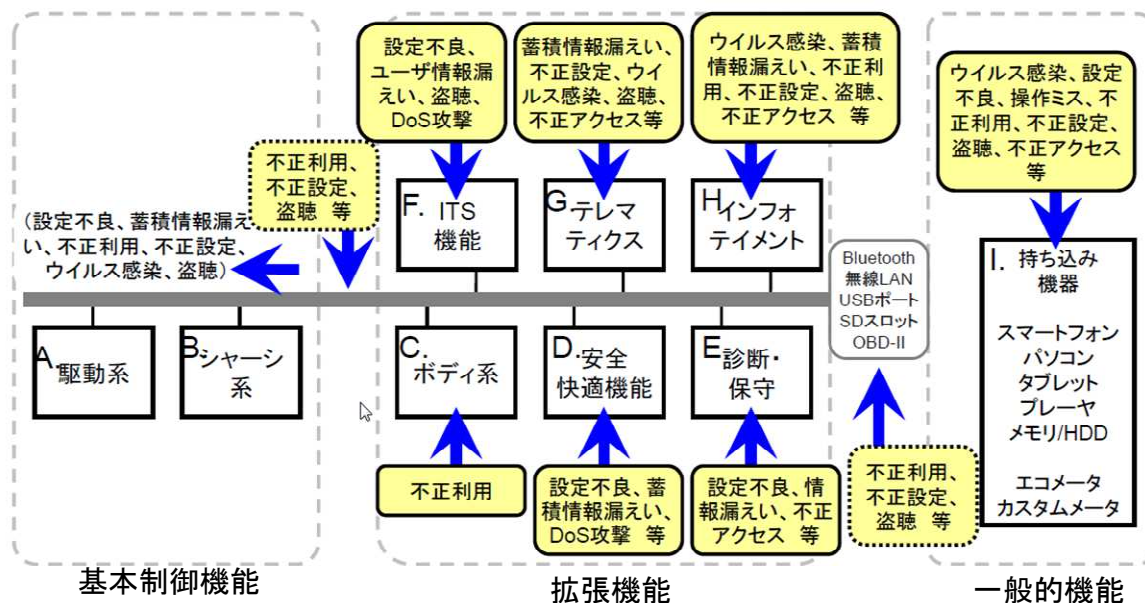 設定不良、
ユーザ情報漏
えい、盗聴、
DoS攻撃
蓄積情報漏えい、
不正設定、ウイ
ルス感染、盗聴、
不正アクセス等
ウイルス感染、蓄積
情報漏えい、不正利
用、不正設定、盗聴、
不正アクセス 等
ウイルス感染、設定
不良、操作ミス、不
正利用、不正設定、
盗聴、不正アクセス
等
不正利用、
不正設定、
盗聴 等
（設定不良、蓄積情報漏え
い、不正利用、不正設定、
ウイルス感染、盗聴）
F. ITS
機能
G. テレマ
ティクス
H. インフォ
テイメント
Bluetooth
無線LAN
USBポート
SDスロット
OBD-II
I. 持ち込み
機器
スマートフォン
パソコン
タブレット
プレーヤ
メモリ/HDD
エコメータ
カスタムメータ
A. 駆動系
B. シャーシ
系
C. ボディ系
D. 安全
快適機能
E. 診断・
保守
不正利用
設定不良、蓄
積情報漏えい、
DoS攻撃 等
設定不良、情
報漏えい、不正
アクセス 等
不正利用、
不正設定、
盗聴 等
基本制御機能
拡張機能
一般的機能